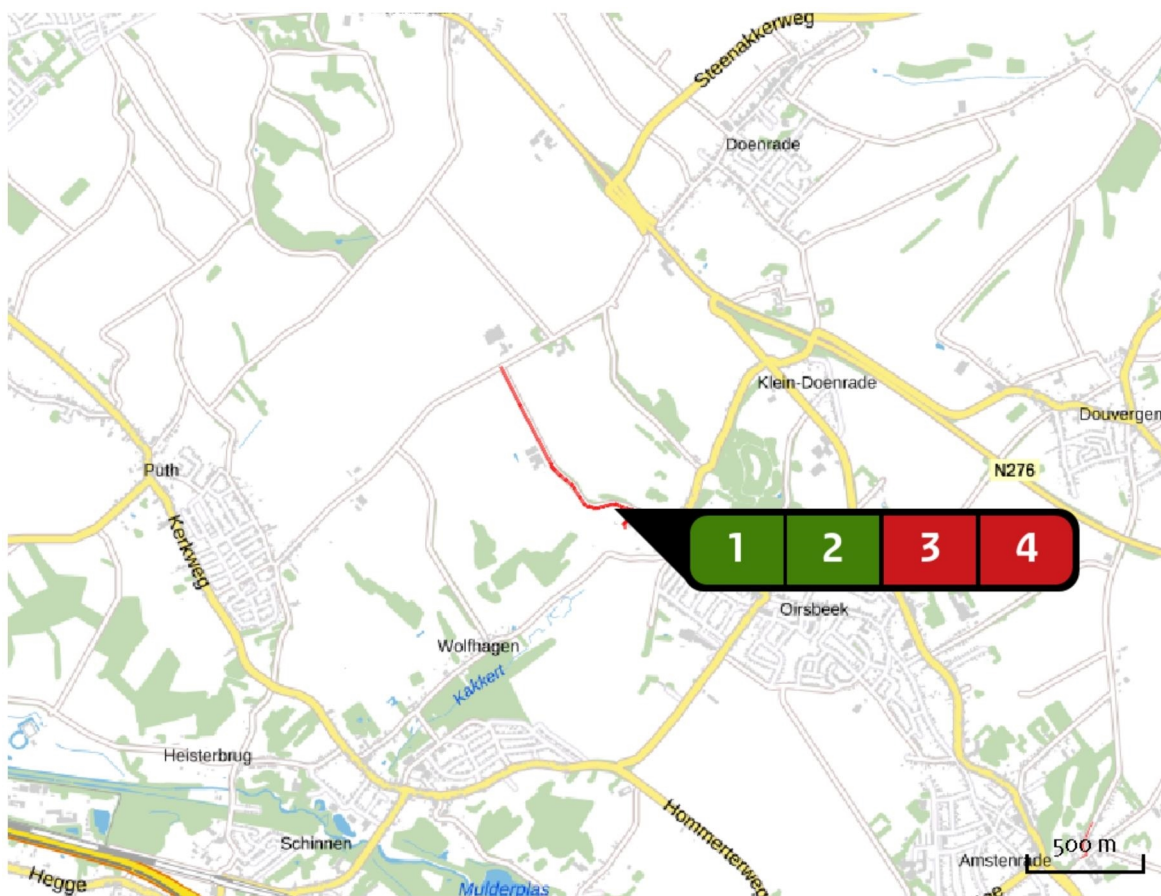 Steenakkerweg
Doenrade
Klein-Doenrade
Douvergen
Puth
N276
Kerkweg
1 2 3 4
Oirsbeek
Wolfhagen
Kakkert
Heisterbrug
Hommerterweg
Schinnen
500 m
Amstenrade
Hegge
Mulderplas